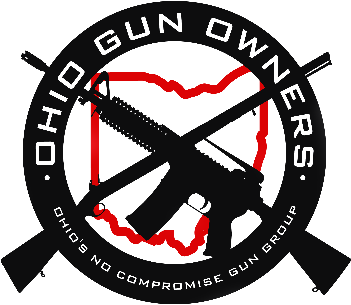 ·OHIO GUN OWNERS·
OHIO'S NO COMPROMISE GUN GROUP